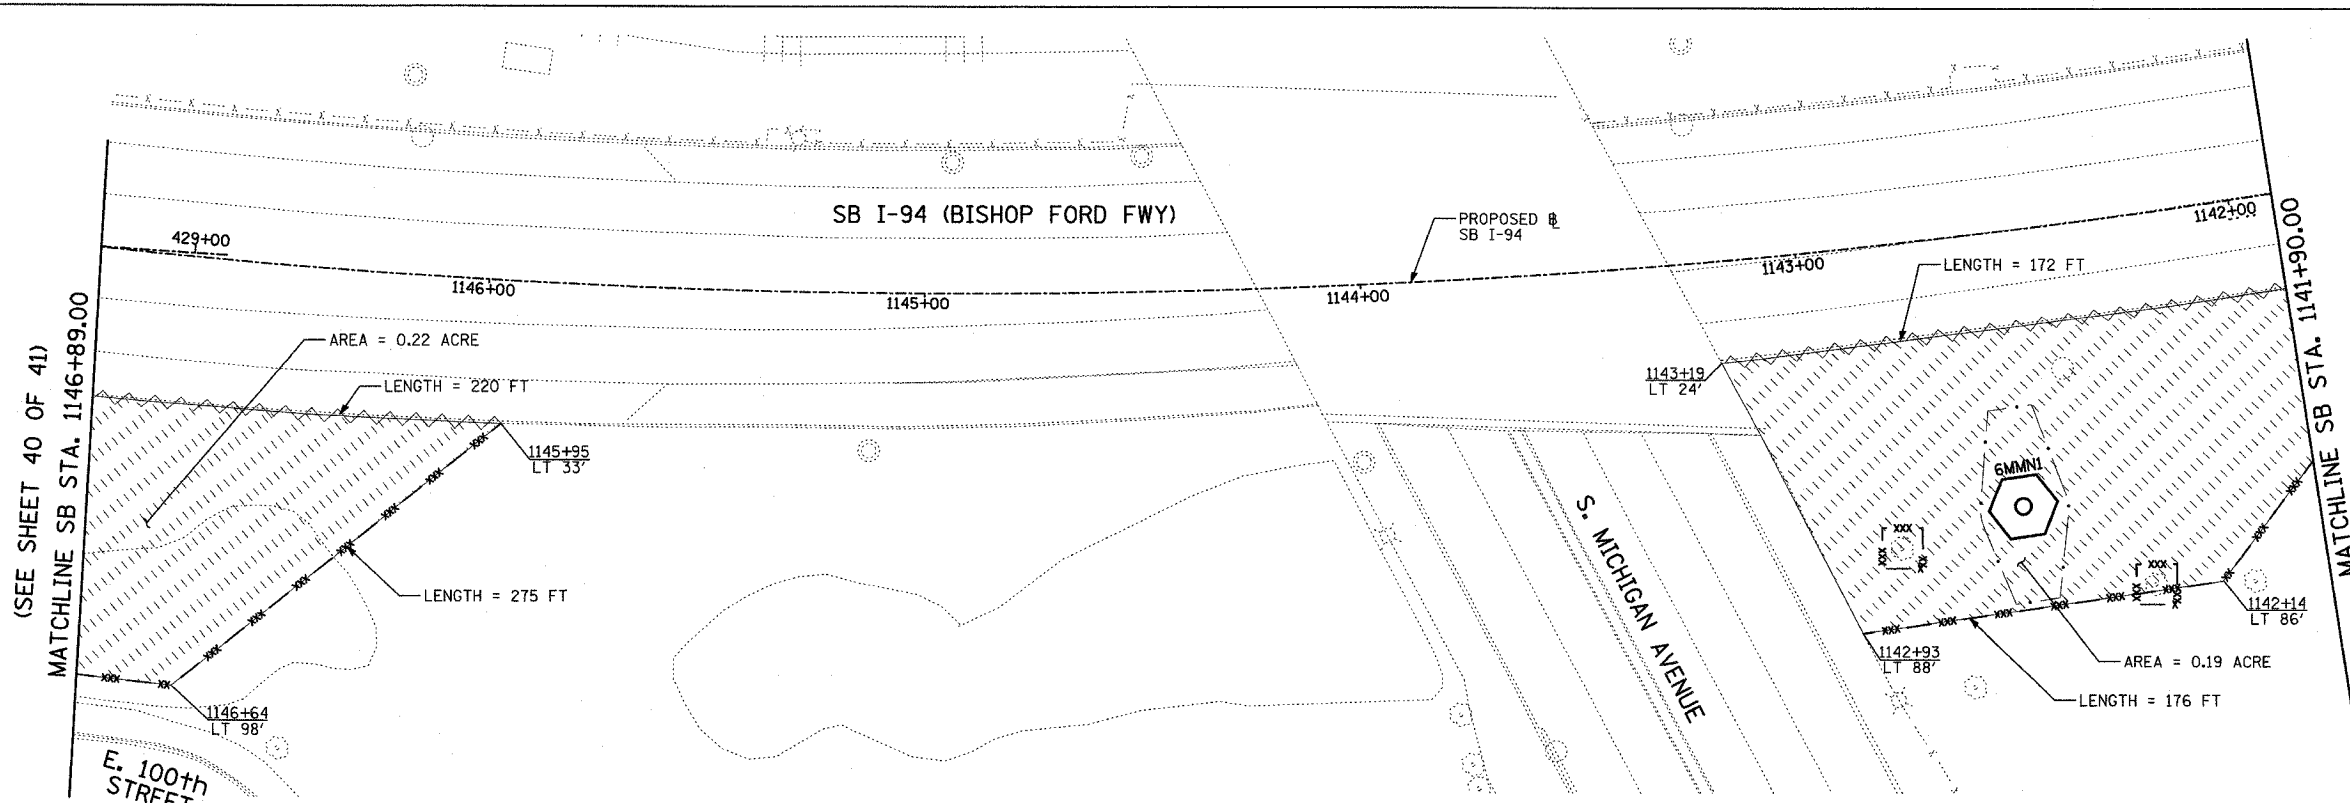 (SEE SHEET 40 OF 41)
MATCHLINE SB STA. 1146+89.00
429+00
1146+00
SB I-94 (BISHOP FORD FWY)
1145+00
PROPOSED ⅊
SB I-94
1144+00
1143+00
1142+00
AREA = 0.22 ACRE
LENGTH = 220 FT
1145+95
LT 33'
LENGTH = 275 FT
1146+64
LT 98'
E. 100th
STREET
S. MICHIGAN AVENUE
1143+19
LT 24'
LENGTH = 172 FT
6MMN1
1142+14
LT 86'
1142+93
LT 88'
AREA = 0.19 ACRE
LENGTH = 176 FT
MATCHLINE SB STA. 1141+90.00
MATCHLINE